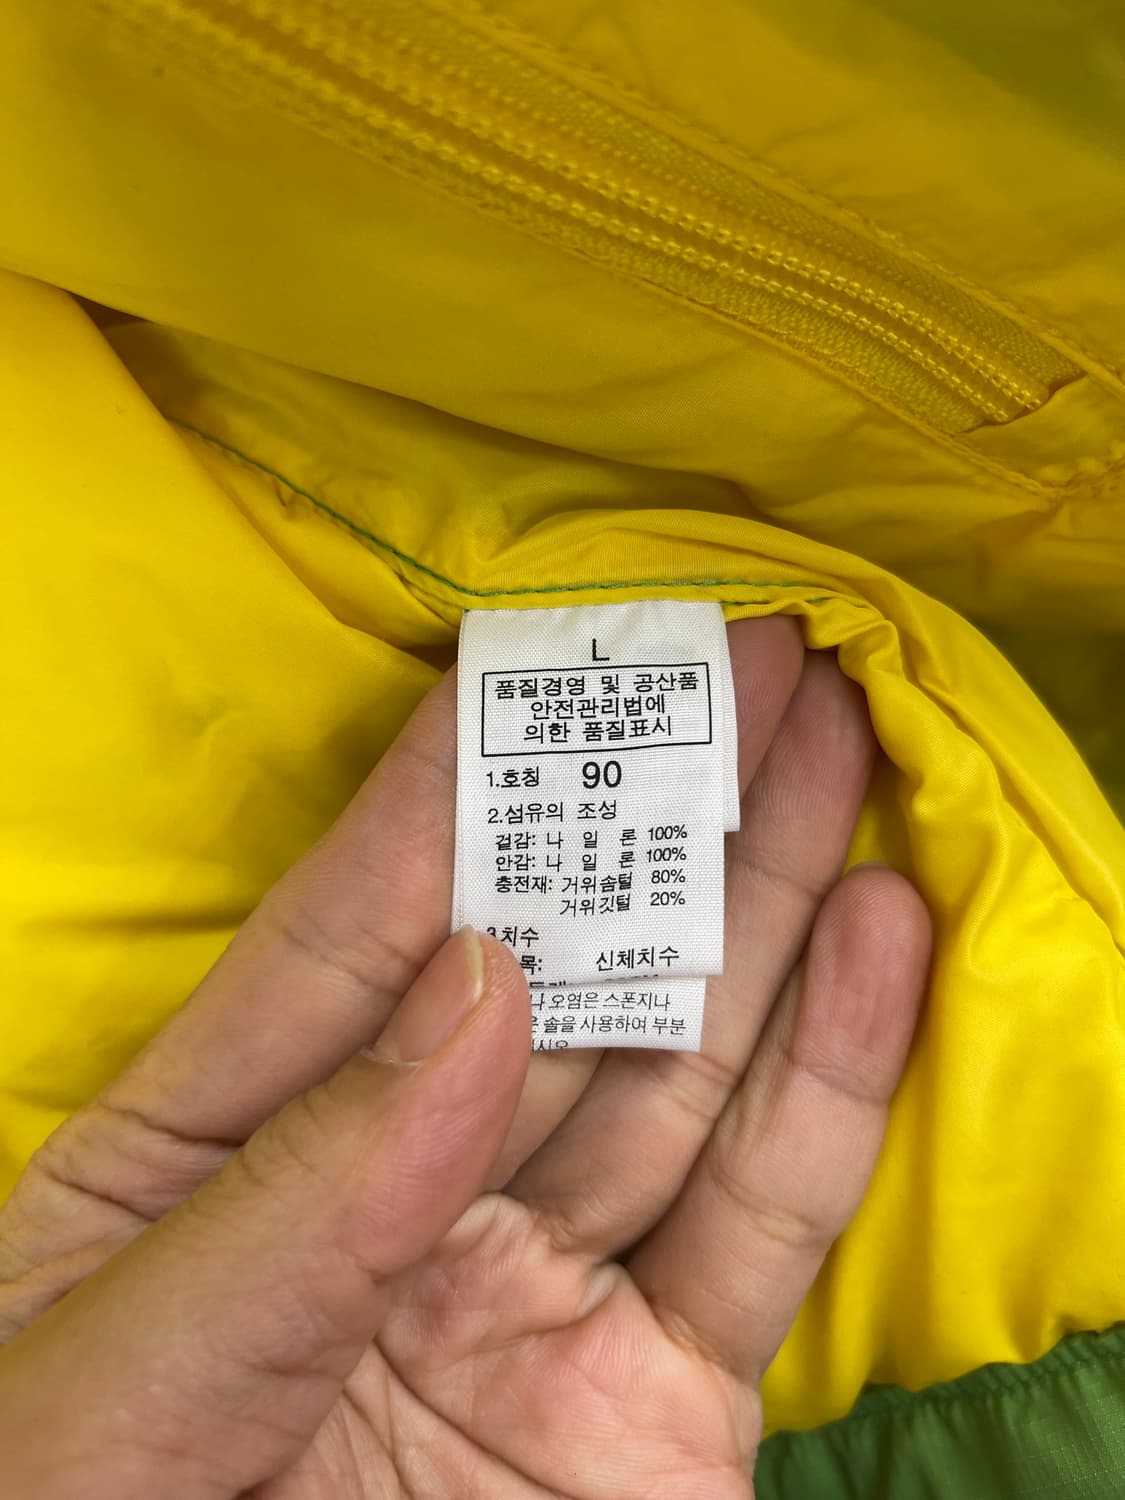 L
품질경영 및 공산품
안전관리법에
의한 품질표시
1.호칭 90
2.섬유의 조성
겉감: 나 일 론 100%
안감: 나 일 론 100%
충전재: 거위솜털 80%
거위깃털 20%
3.치수
목: 신체치수
오염은 스폰지나
솔을 사용하여 부분